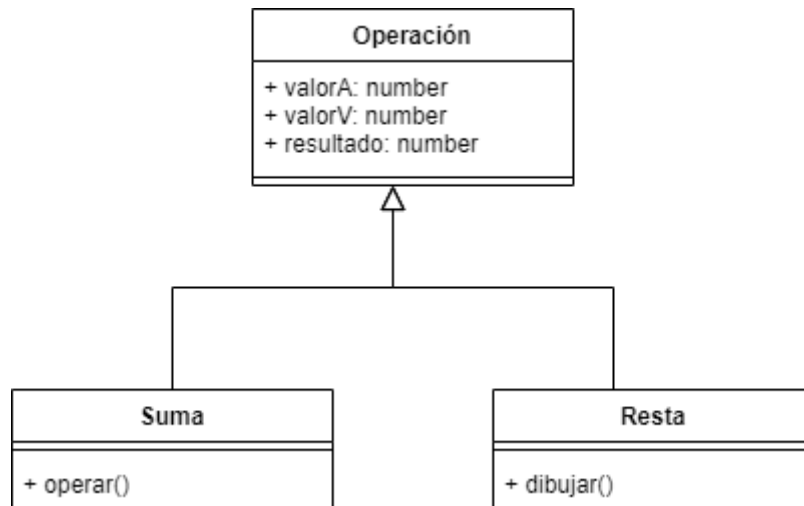 Operación
+ valorA: number
+ valorV: number
+ resultado: number
Suma
+ operar()
Resta
+ dibujar()